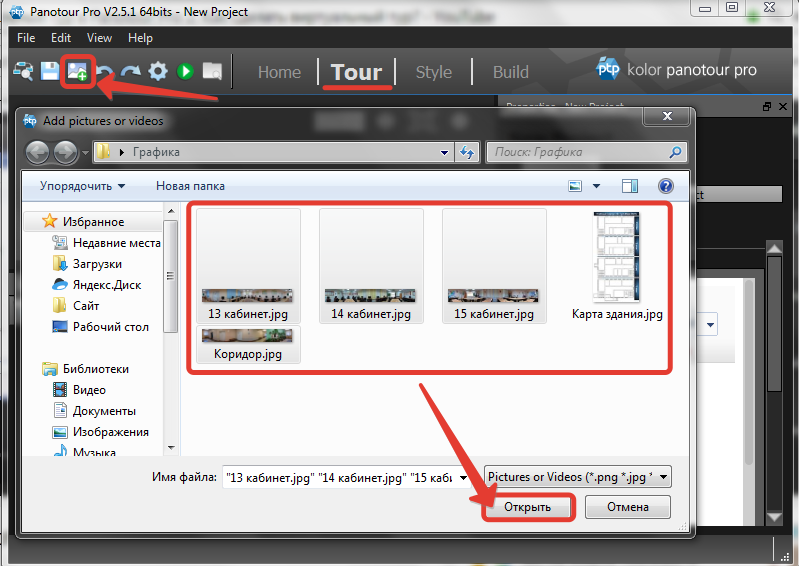 Panotour Pro V2.5.1 64bits - New Project
File Edit View Help
Home Tour Style Build
ptp kolor panotour pro
Add pictures or videos
Графика
Поиск: Графика
Упорядочить Новая папка
Избранное
Недавние места
Загрузки
Яндекс.Диск
Сайт
Рабочий стол
Библиотеки
Видео
Документы
Изображения
Музыка
13 кабинет.jpg
14 кабинет.jpg
15 кабинет.jpg
Карта здания.jpg
Коридор.jpg
Имя файла: "13 кабинет.jpg" "14 кабинет.jpg" "15 каби
Pictures or Videos (*.png *.jpg *
Открыть Отмена